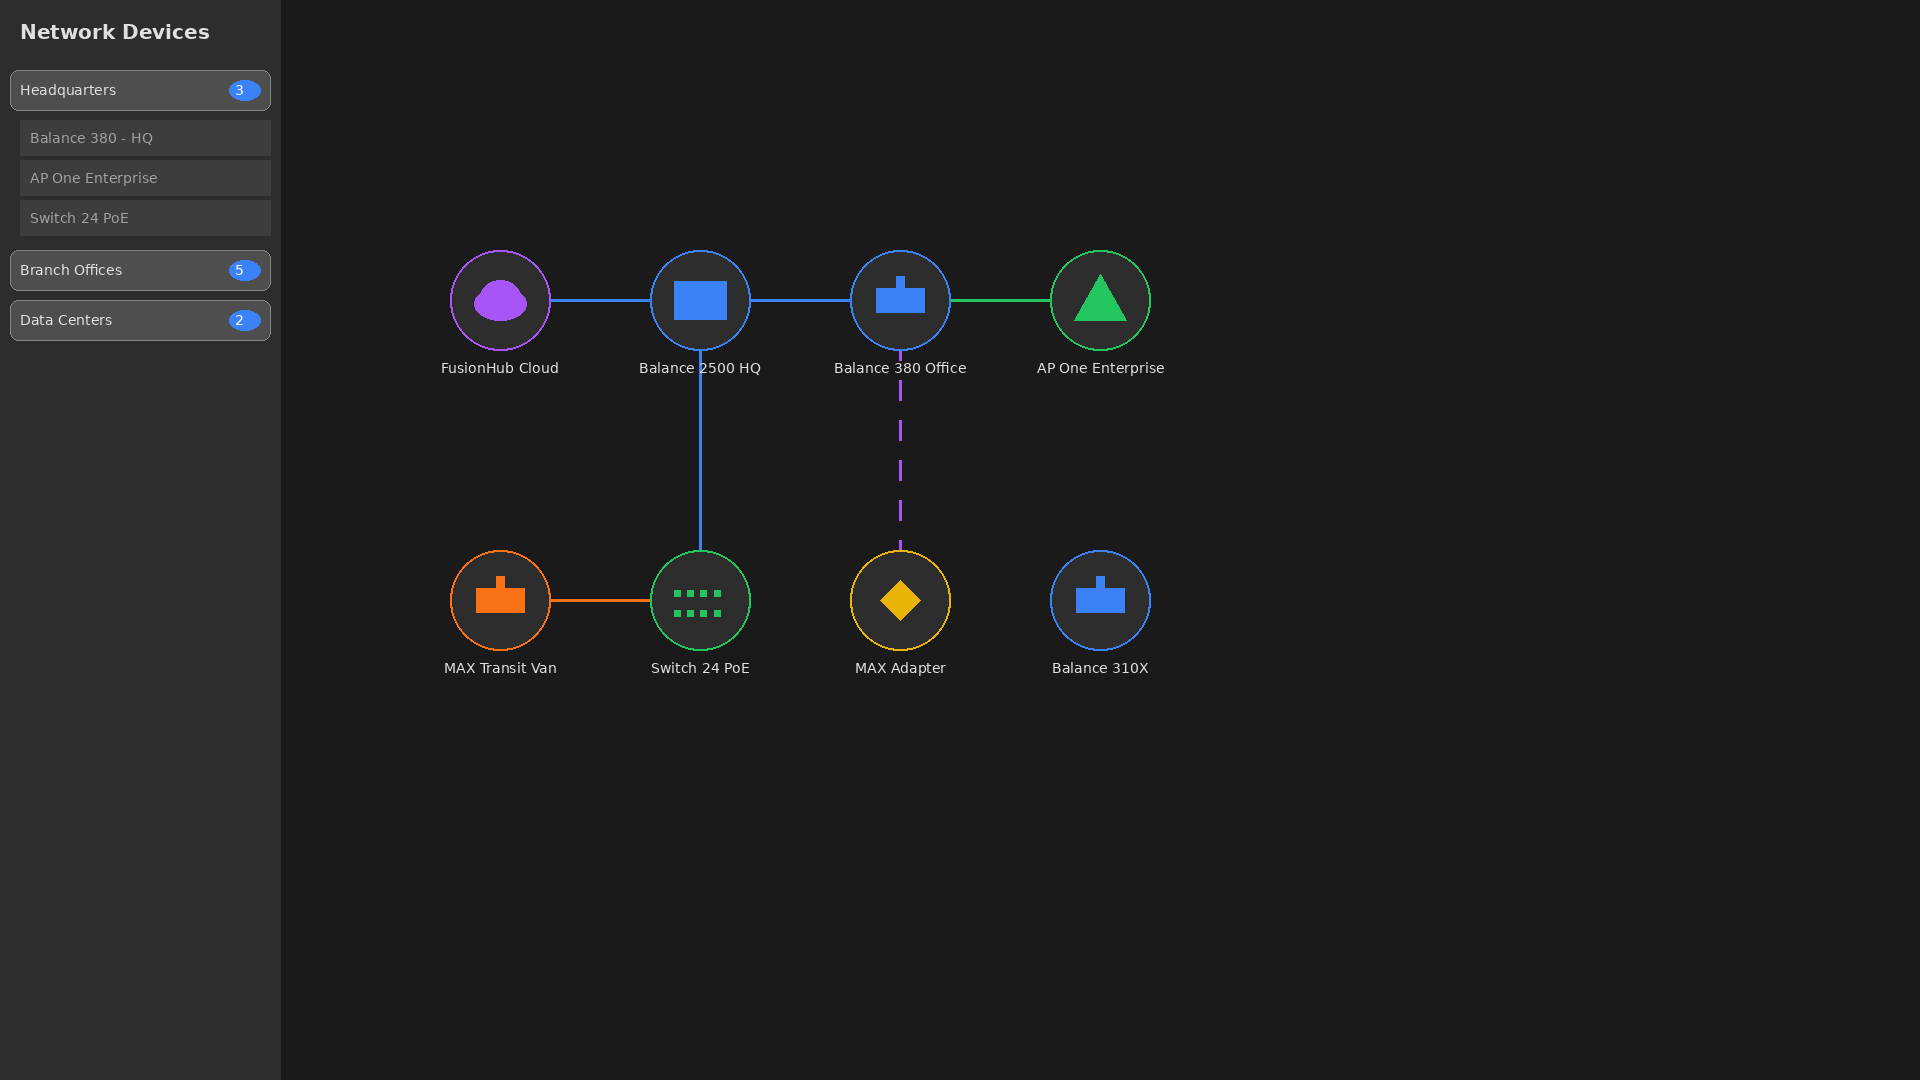 Network Devices
Headquarters 3
Balance 380 - HQ
AP One Enterprise
Switch 24 PoE
Branch Offices 5
Data Centers 2
FusionHub Cloud
Balance 2500 HQ
Balance 380 Office
AP One Enterprise
MAX Transit Van
Switch 24 PoE
MAX Adapter
Balance 310X